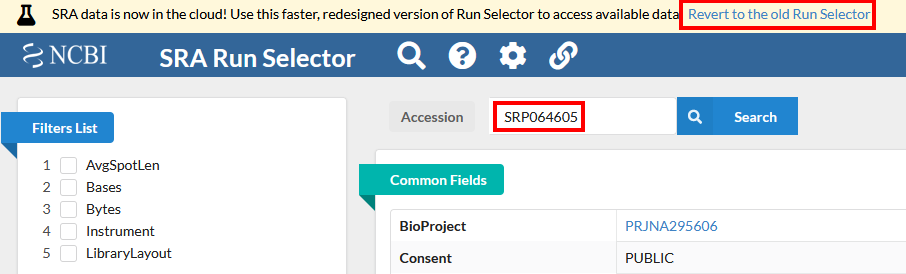 SRA data is now in the cloud! Use this faster, redesigned version of Run Selector to access available data. Revert to the old Run Selector
NCBI SRA Run Selector
Accession SRP064605 Search
Filters List
1 AvgSpotLen
2 Bases
3 Bytes
4 Instrument
5 LibraryLayout
Common Fields
BioProject PRJNA295606
Consent PUBLIC